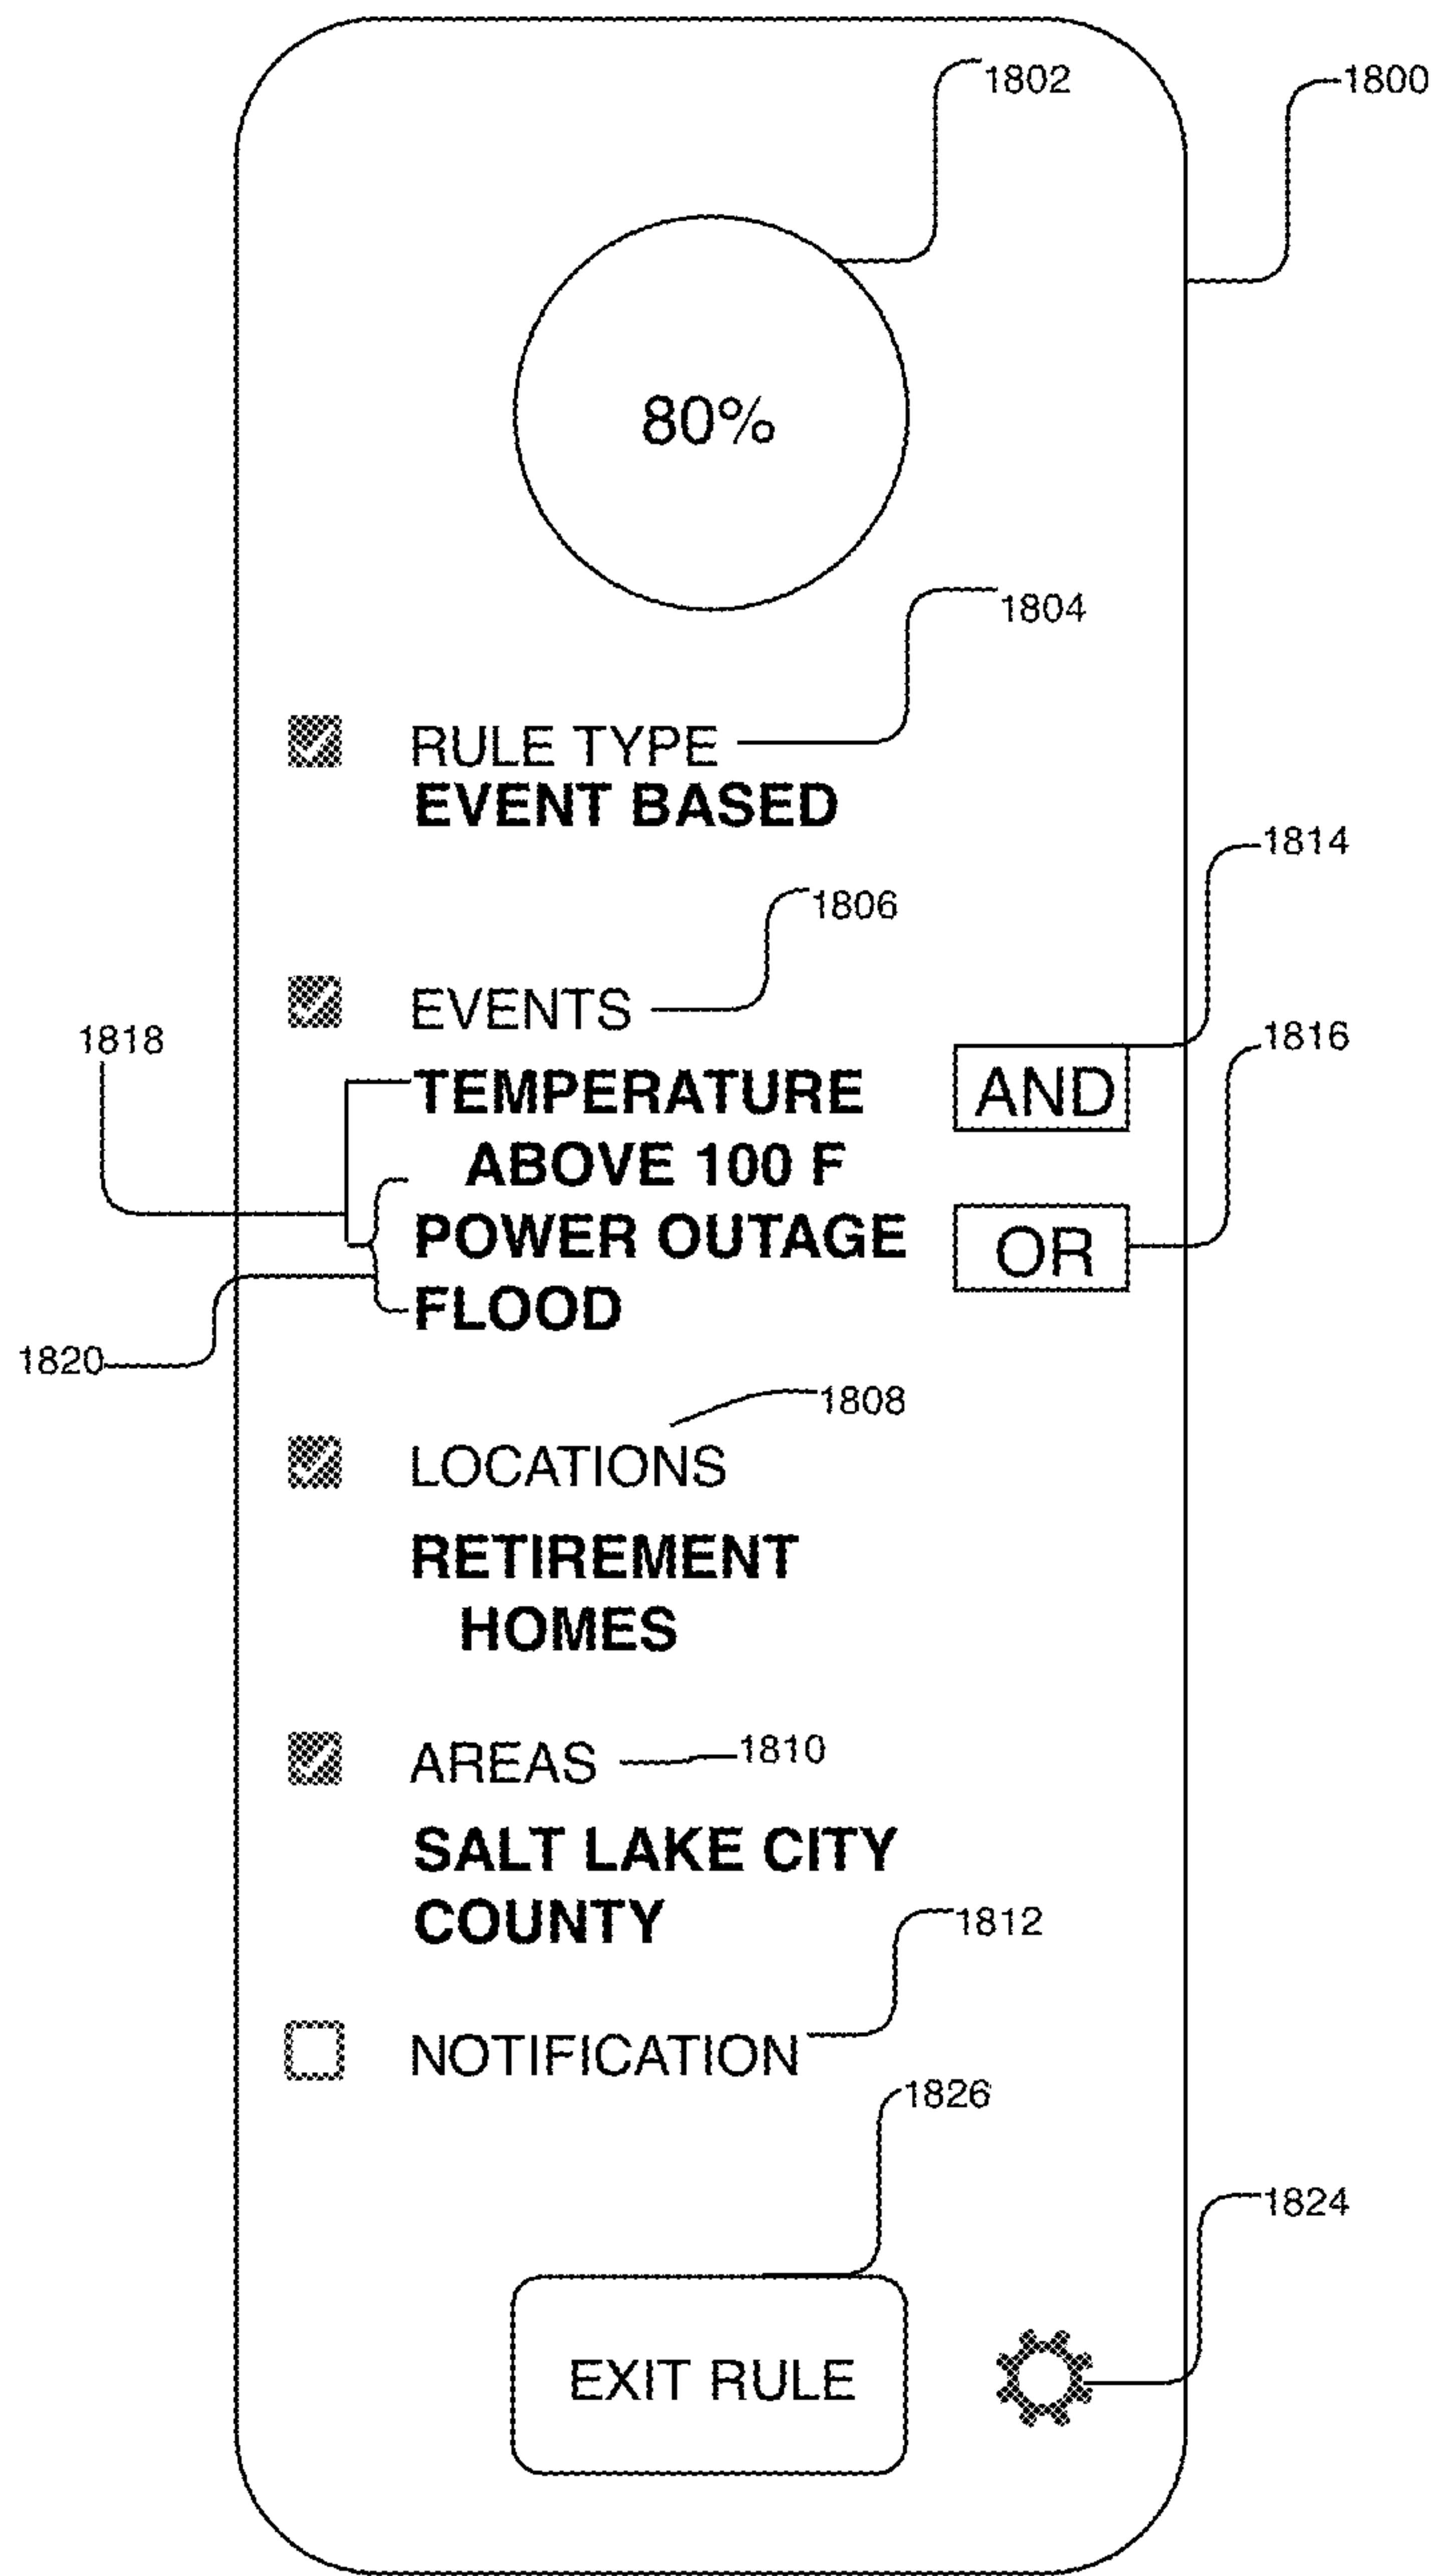 1802
1800
80%
1804
RULE TYPE
EVENT BASED
1814
1806
EVENTS
1818
1816
TEMPERATURE
AND
ABOVE 100 F
POWER OUTAGE
OR
FLOOD
1820
1808
LOCATIONS
RETIREMENT
HOMES
AREAS
1810
SALT LAKE CITY
COUNTY
1812
NOTIFICATION
1826
1824
EXIT RULE